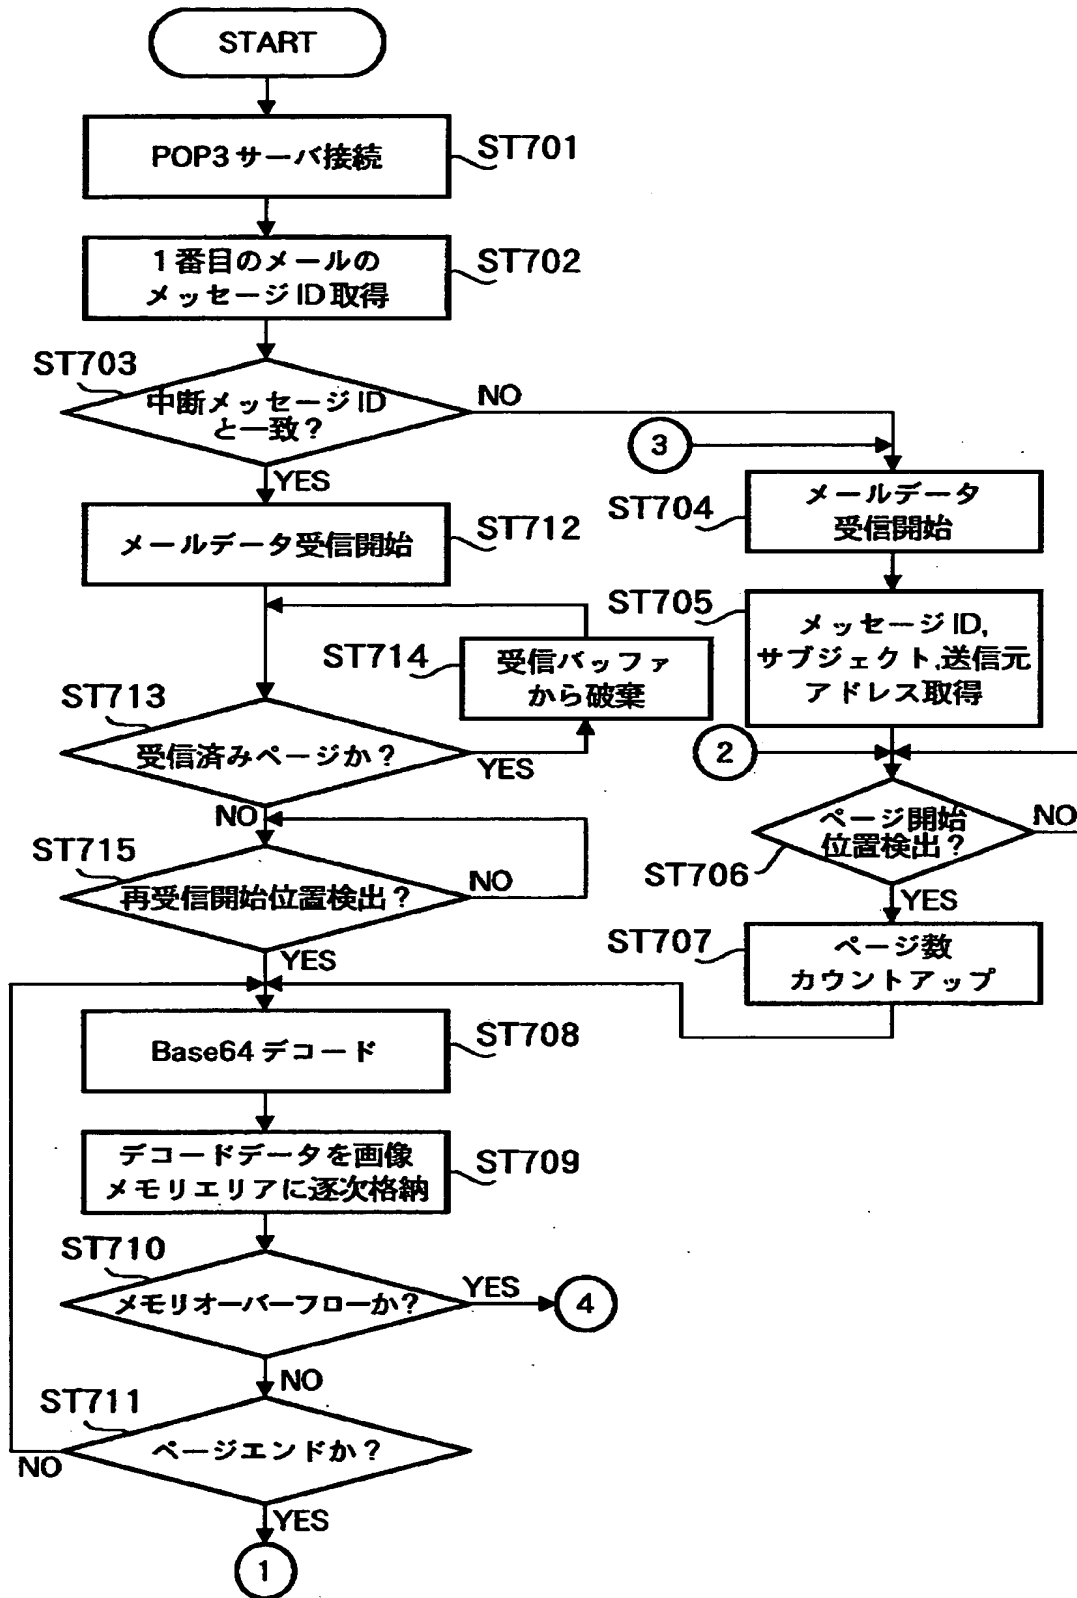 START
POP3 サーバ接続
ST701
1番目のメールの
メッセージID取得
ST702
ST703
中断メッセージID
と一致？
NO
YES
3
メールデータ受信開始
ST712
ST704
メールデータ
受信開始
ST705
メッセージID,
サブジェクト,送信元
アドレス取得
ST714
受信バッファ
から破棄
ST713
受信済みページか？
YES
NO
2
ページ開始
位置検出？
NO
ST706
YES
ST715
再受信開始位置検出？
NO
YES
ST707
ページ数
カウントアップ
Base64 デコード
ST708
デコードデータを画像
メモリエリアに逐次格納
ST709
ST710
メモリオーバーフローか？
YES
4
NO
ST711
ページエンドか？
NO
YES
1